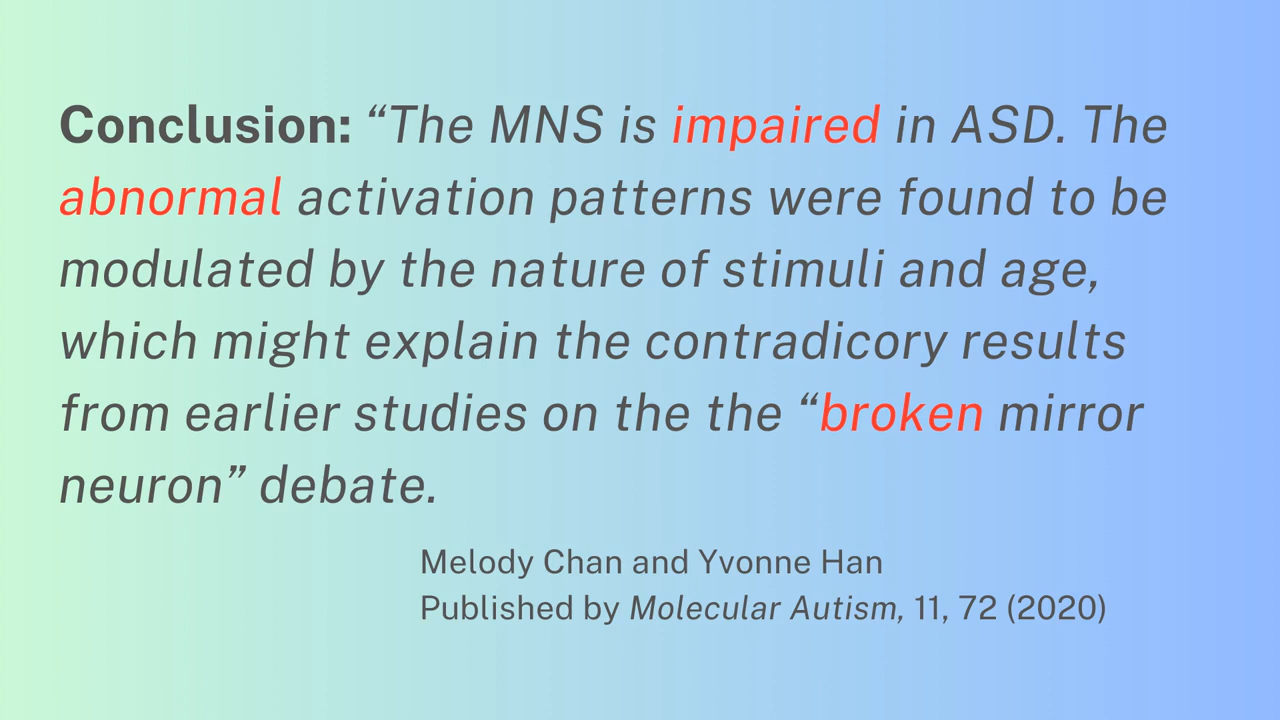 Conclusion: “The MNS is impaired in ASD. The
abnormal activation patterns were found to be
modulated by the nature of stimuli and age,
which might explain the contradicory results
from earlier studies on the the “broken mirror
neuron” debate.
Melody Chan and Yvonne Han
Published by Molecular Autism, 11, 72 (2020)